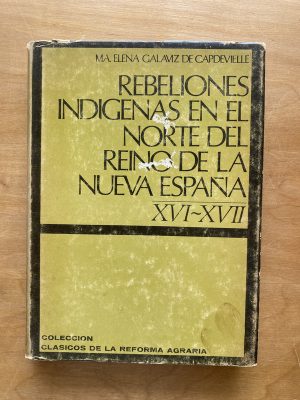 MA. ELENA GALAVIZ DE CAPDEVIELLE
REBELIONES
INDIGENAS EN EL
NORTE DEL
REINO DE LA
NUEVA ESPAÑA
XVI~XVII
COLECCION
CLASICOS DE LA REFORMA AGRARIA